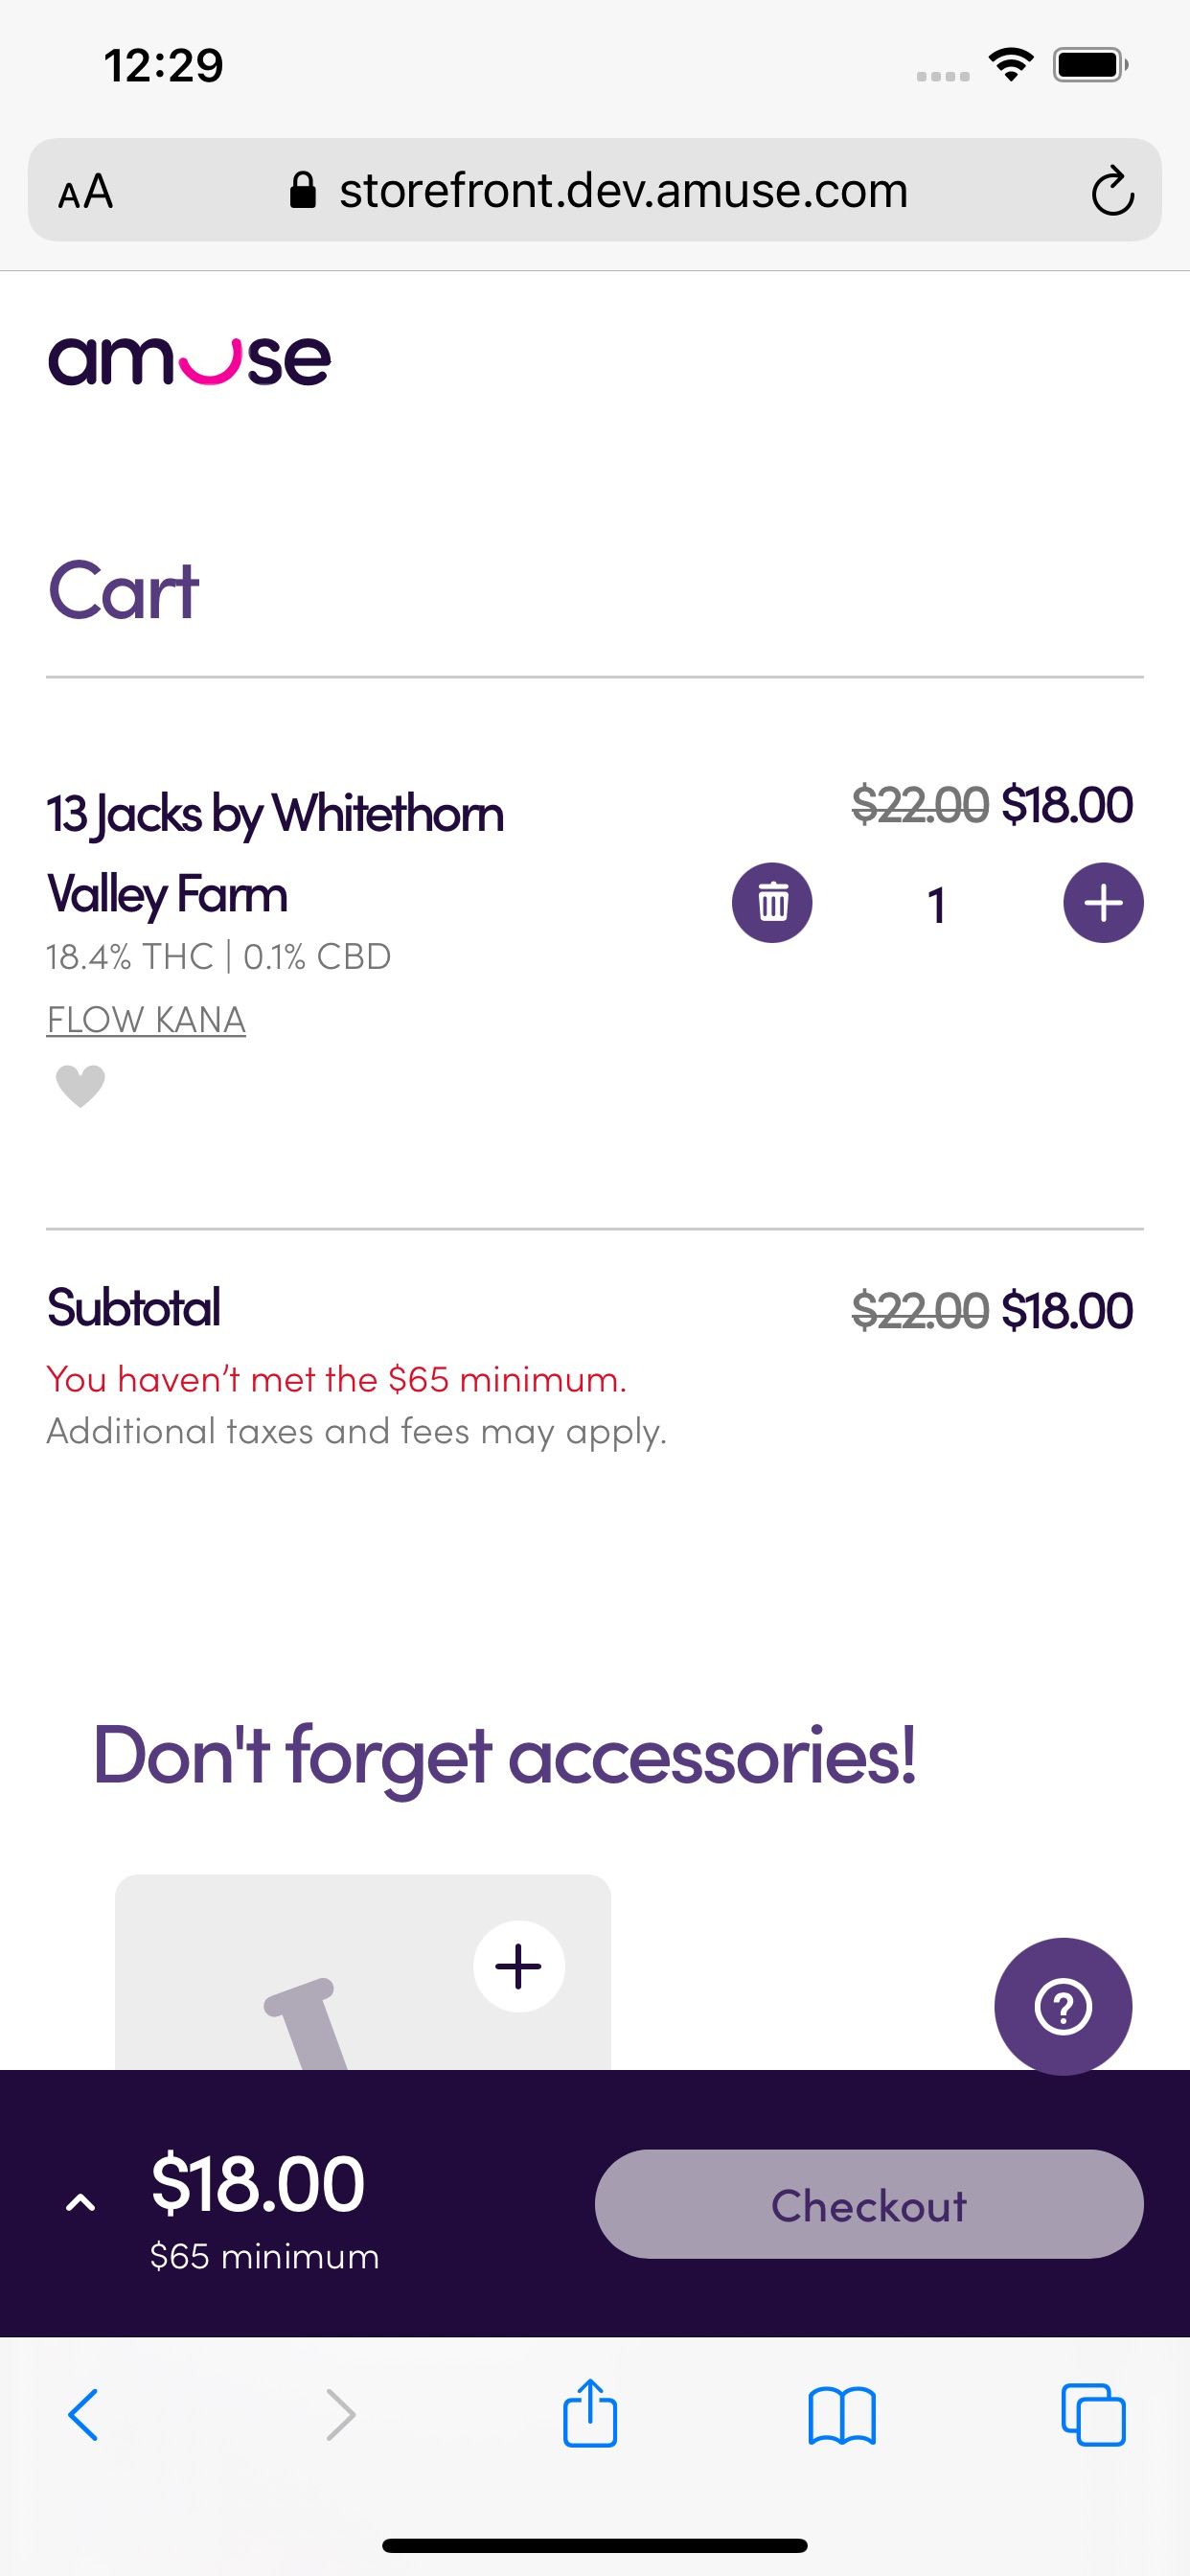 12:29
AA storefront.dev.amuse.com
amuse
Cart
13 Jacks by Whitethorn
Valley Farm
$22.00 $18.00
1
18.4% THC | 0.1% CBD
FLOW KANA
Subtotal
$22.00 $18.00
You haven’t met the $65 minimum.
Additional taxes and fees may apply.
Don't forget accessories!
?
$18.00
$65 minimum
Checkout